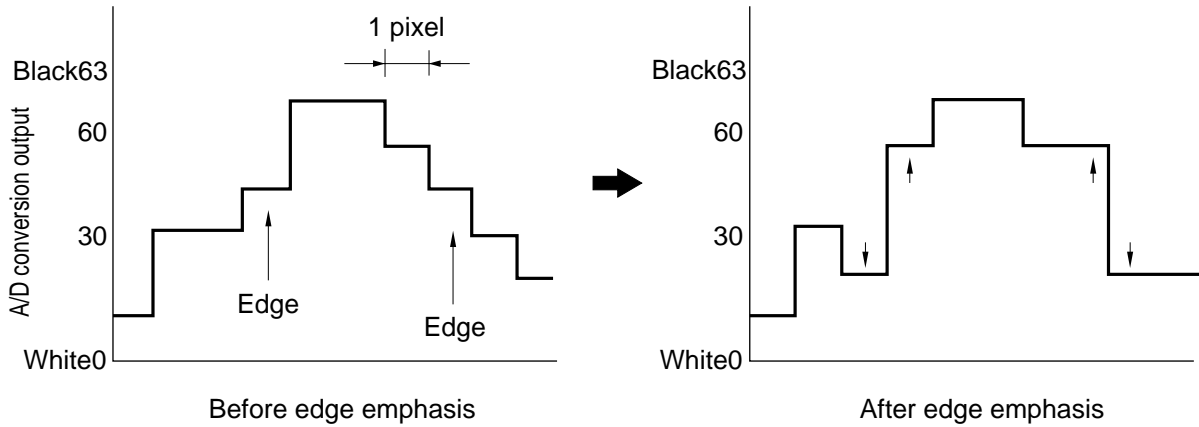 1 pixel
Black63
60
30
White0
A/D conversion output
Edge
Edge
Before edge emphasis
Black63
60
30
White0
After edge emphasis